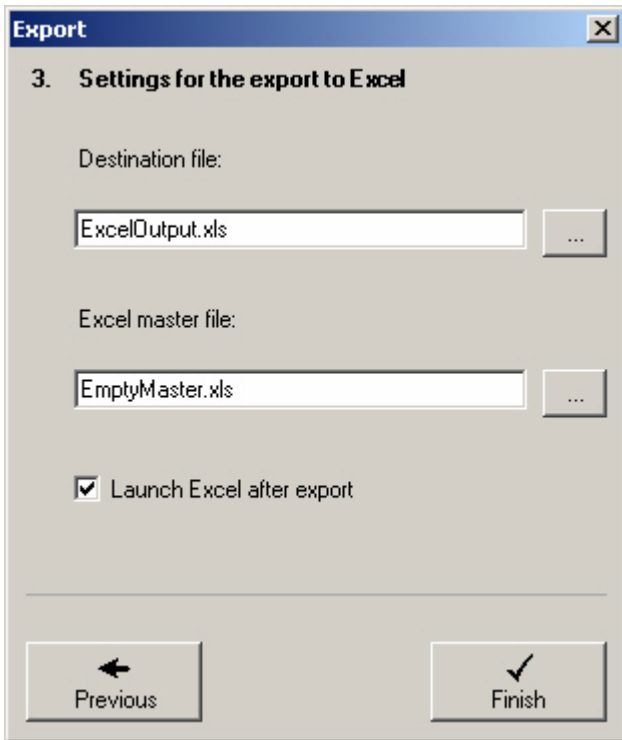 Export
3. Settings for the export to Excel
Destination file:
ExcelOutput.xls
...
Excel master file:
EmptyMaster.xls
...
Launch Excel after export
Previous
Finish